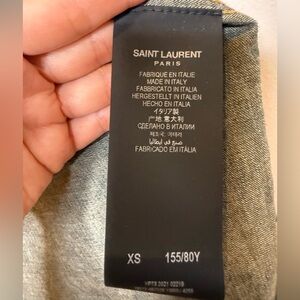 SAINT LAURENT
PARIS
FABRIQUÉ EN ITALIE
MADE IN ITALY
FABBRICATO IN ITALIA
HERGESTELLT IN ITALIEN
HECHO EN ITALIA
イタリア製
产地 意大利
СДЕЛАНО В ИТАЛИИ
صنع في إيطاليا
FABRICADO EM ITÁLIA
XS 155/80Y